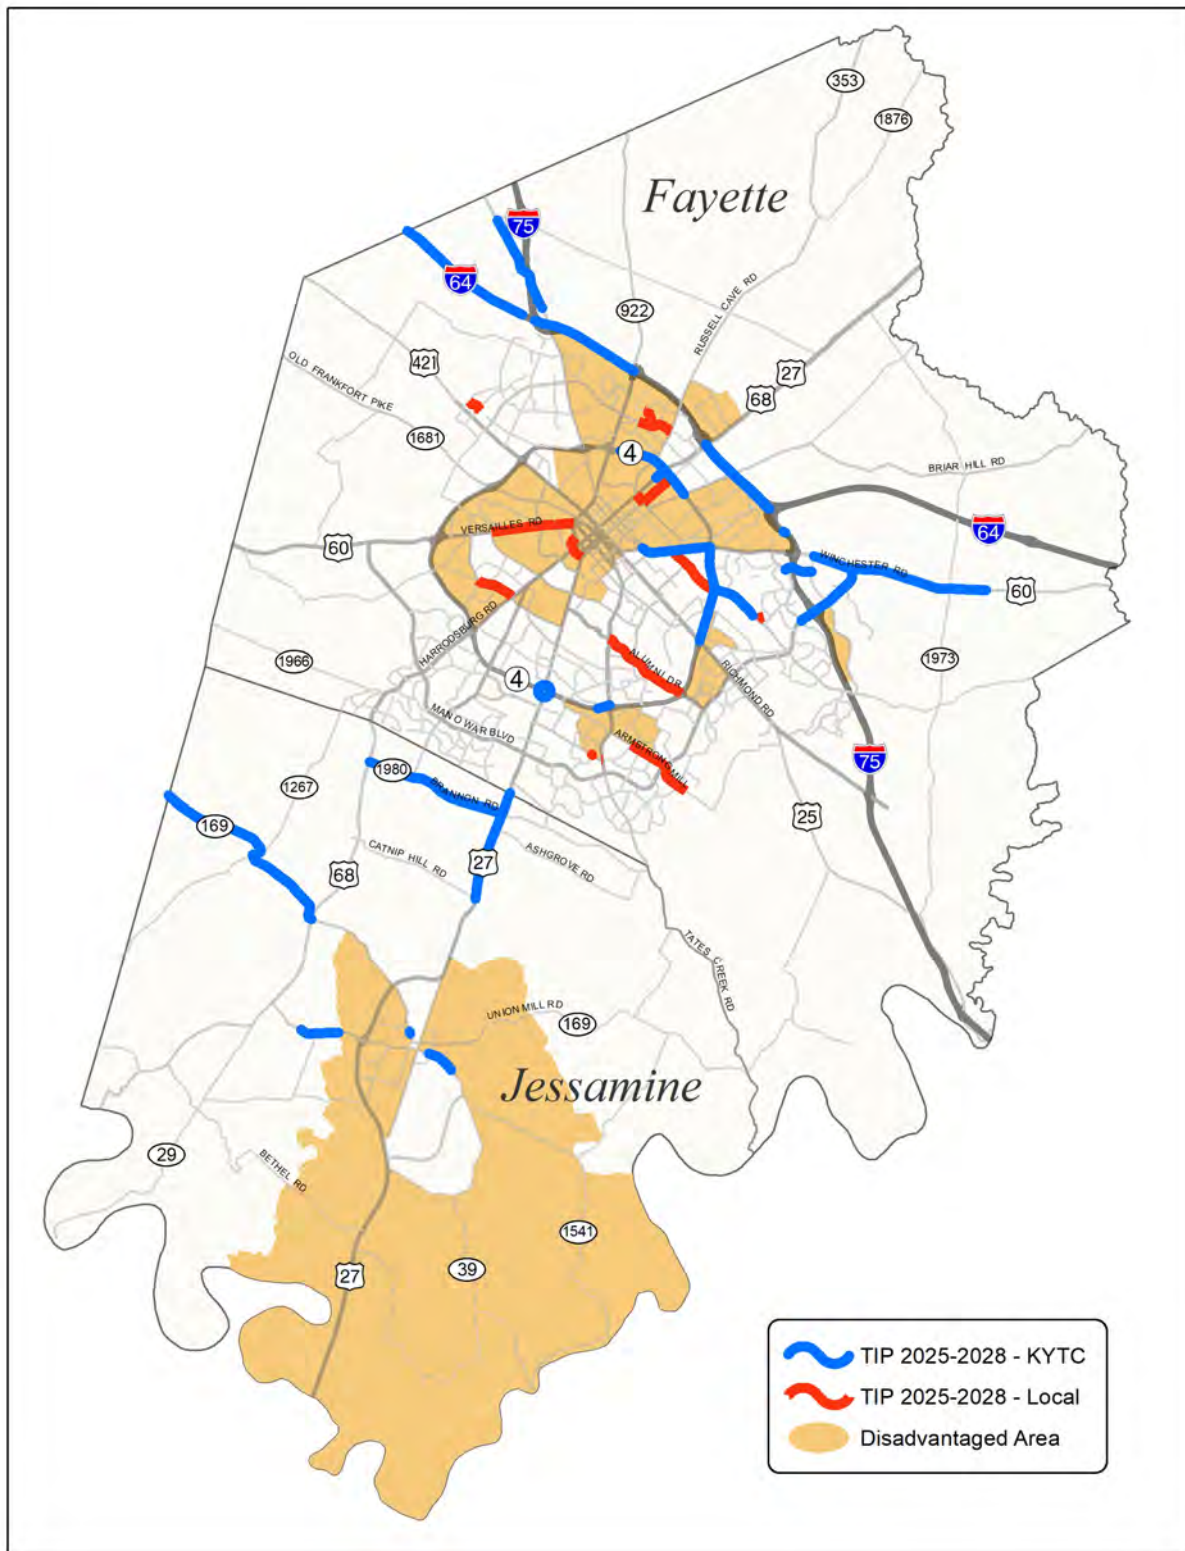 353
1876
Fayette
75
64
922
RUSSELL CAVE RD
27
68
421
OLD FRANKFORT PIKE
1681
4
BRIAR HILL RD
VERSAILLES RD
60
64
WINCHESTER RD
60
HARRODSBURG RD
1966
4
ALUMNI DR
RICHMOND RD
1973
MAN O WAR BLVD
ARMSTRONG MILL
75
1980
BRANNON RD
1267
169
25
CATNIP HILL RD
27
ASHGROVE RD
68
TATES CREEK RD
UNION MILL RD
169
Jessamine
29
BETHEL RD
1541
39
27
TIP 2025-2028 - KYTC
TIP 2025-2028 - Local
Disadvantaged Area